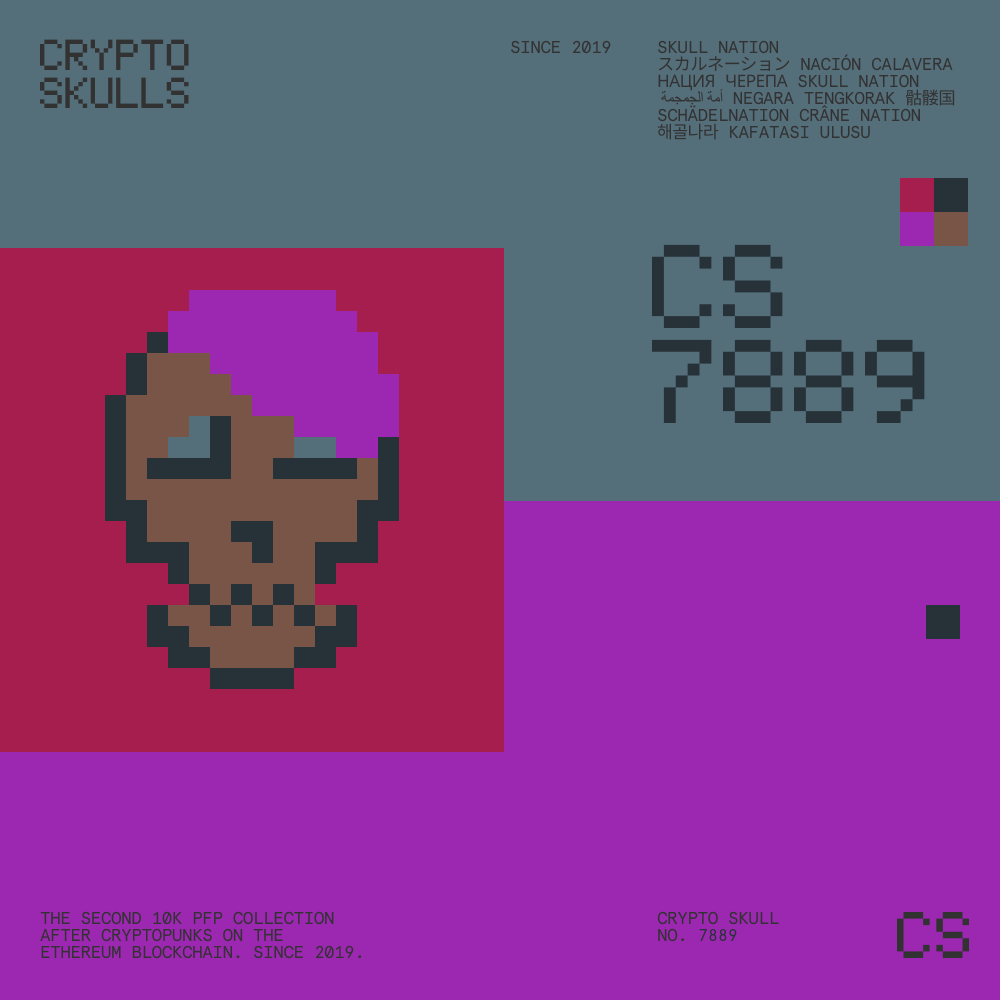 CRYPTO
SKULLS
SINCE 2019
SKULL NATION
スカルネーション NACIÓN CALAVERA
НАЦИЯ ЧЕРЕПА SKULL NATION
أمة الجمجمة NEGARA TENGKORAK 骷髅国
SCHÄDELNATION CRÂNE NATION
해골나라 KAFATASI ULUSU
CS
7889
THE SECOND 10K PFP COLLECTION
AFTER CRYPTOPUNKS ON THE
ETHEREUM BLOCKCHAIN. SINCE 2019.
CRYPTO SKULL
NO. 7889
CS